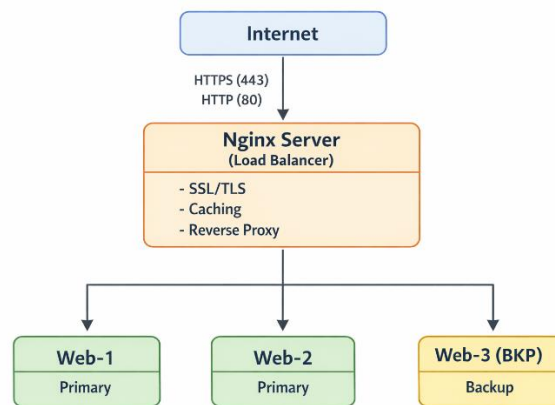 Internet
HTTPS (443)
HTTP (80)
Nginx Server
(Load Balancer)
- SSL/TLS
- Caching
- Reverse Proxy
Web-1
Primary
Web-2
Primary
Web-3 (BKP)
Backup